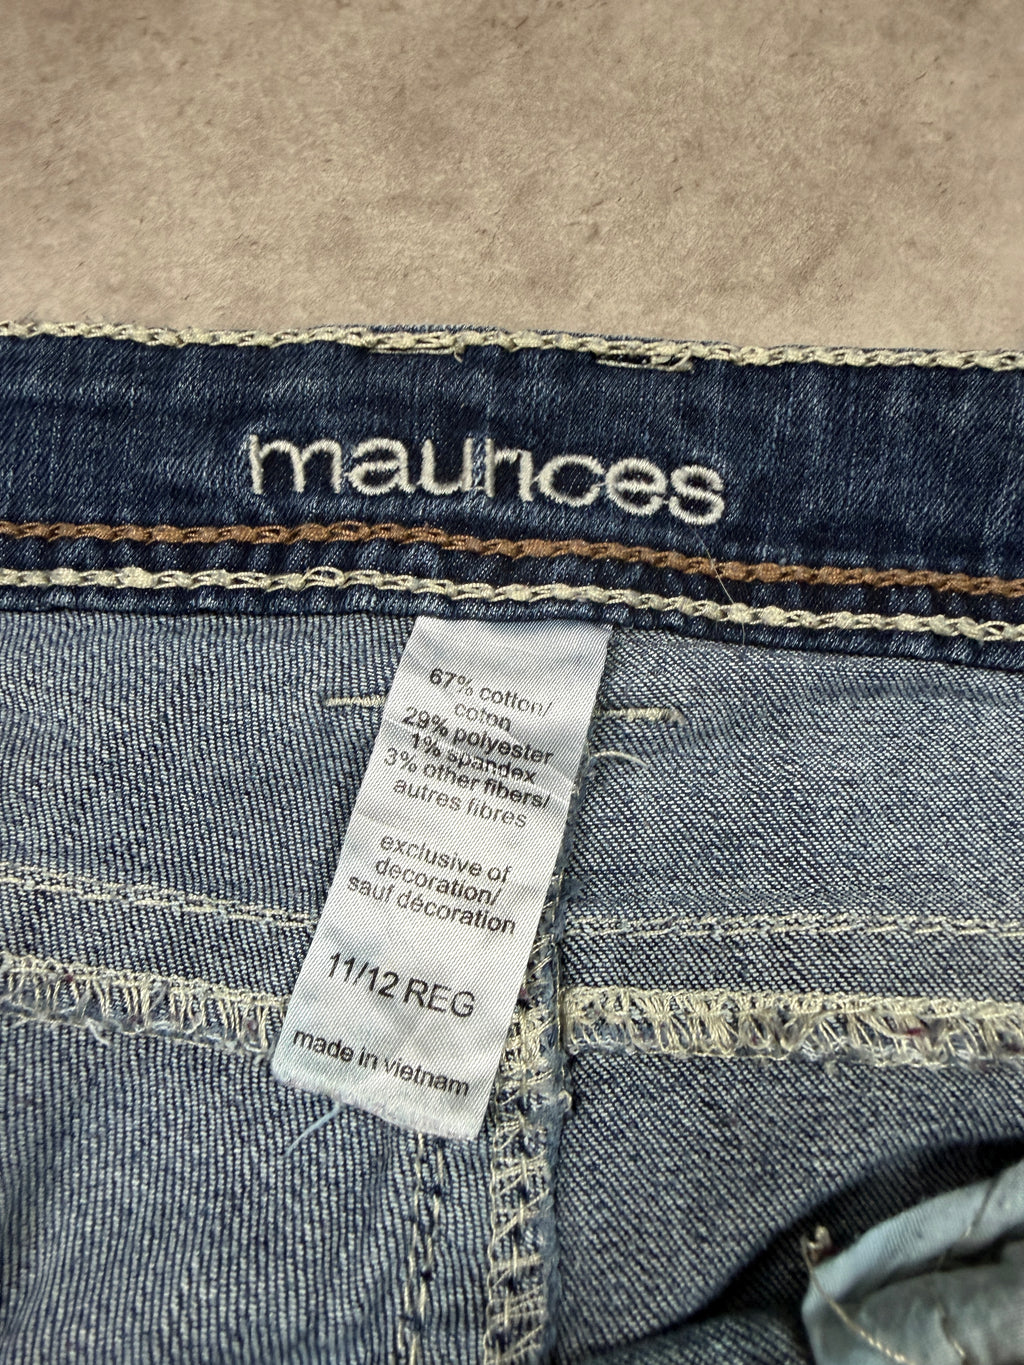 maurices
67% cotton/
coton
29% polyester
1% spandex
3% other fibers/
autres fibres
exclusive of
decoration/
sauf décoration
11/12 REG
made in vietnam